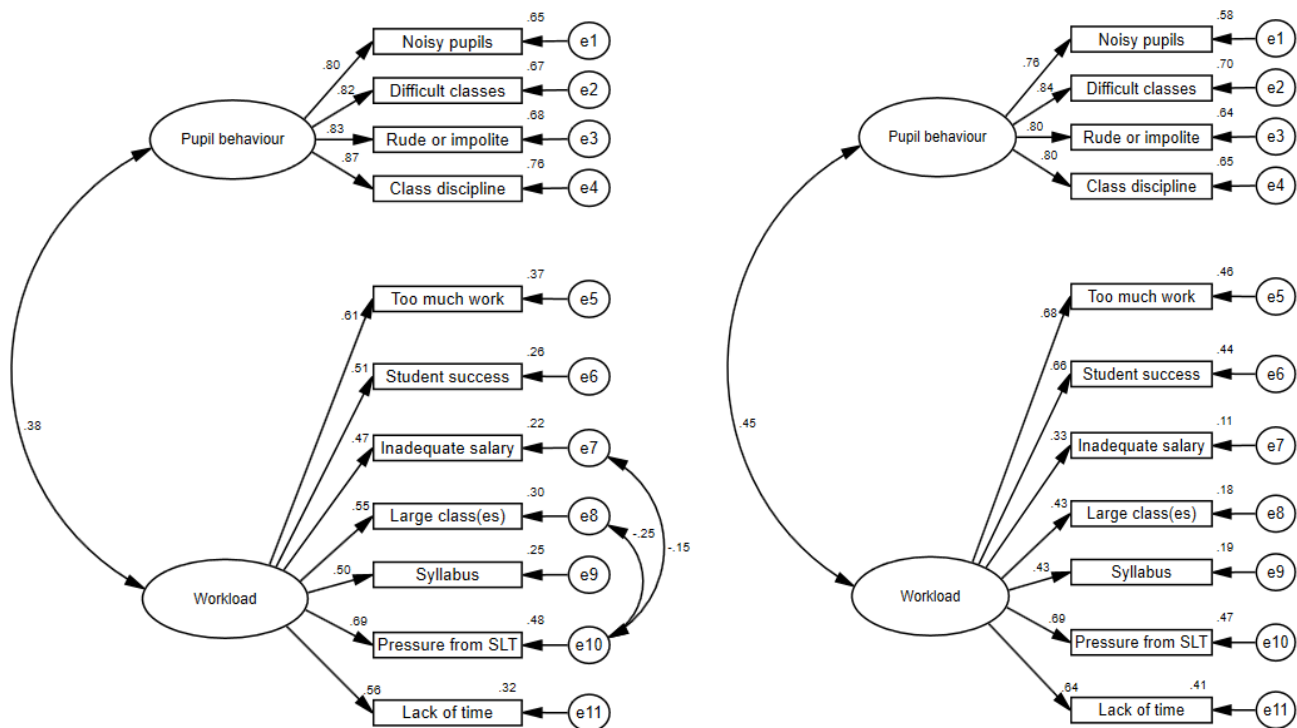 .65
Noisy pupils
e1
.80
.67
Difficult classes
e2
.82
.68
Pupil behaviour
Rude or impolite
e3
.83
.76
.87
Class discipline
e4
.37
Too much work
e5
.61
.26
Student success
e6
.51
.22
Inadequate salary
e7
.47
.38
.30
Large class(es)
e8
.55
-.25
-.15
.25
Syllabus
e9
.50
Workload
.48
Pressure from SLT
e10
.69
.56
.32
Lack of time
e11
.58
Noisy pupils
e1
.76
.70
Difficult classes
e2
.84
.64
Pupil behaviour
Rude or impolite
e3
.80
.65
.80
Class discipline
e4
.46
Too much work
e5
.68
.44
Student success
e6
.66
.11
Inadequate salary
e7
.33
.45
.18
Large class(es)
e8
.43
.19
Syllabus
e9
.43
Workload
.47
Pressure from SLT
e10
.69
.64
.41
Lack of time
e11